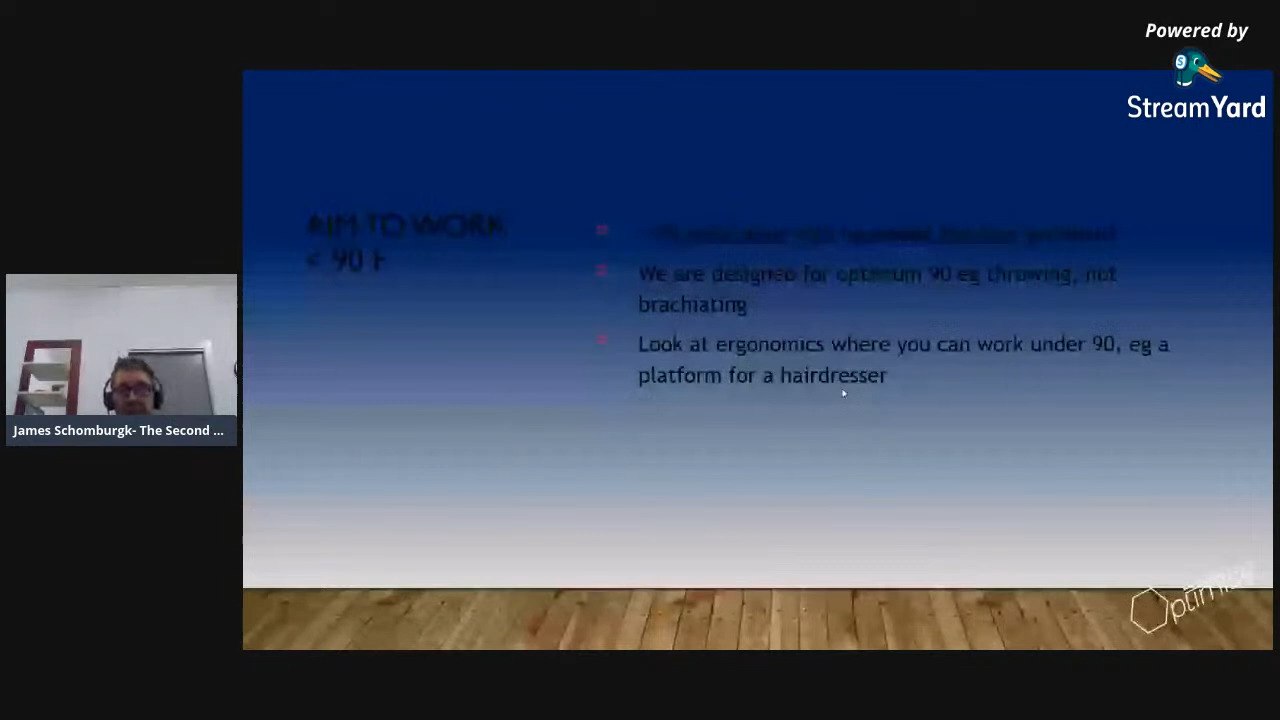 Powered by
StreamYard
AIM TO WORK
< 90 F
We are designed for optimum 90 eg throwing, not
brachiating
Look at ergonomics where you can work under 90, eg a
platform for a hairdresser
James Schomburgk- The Second ...